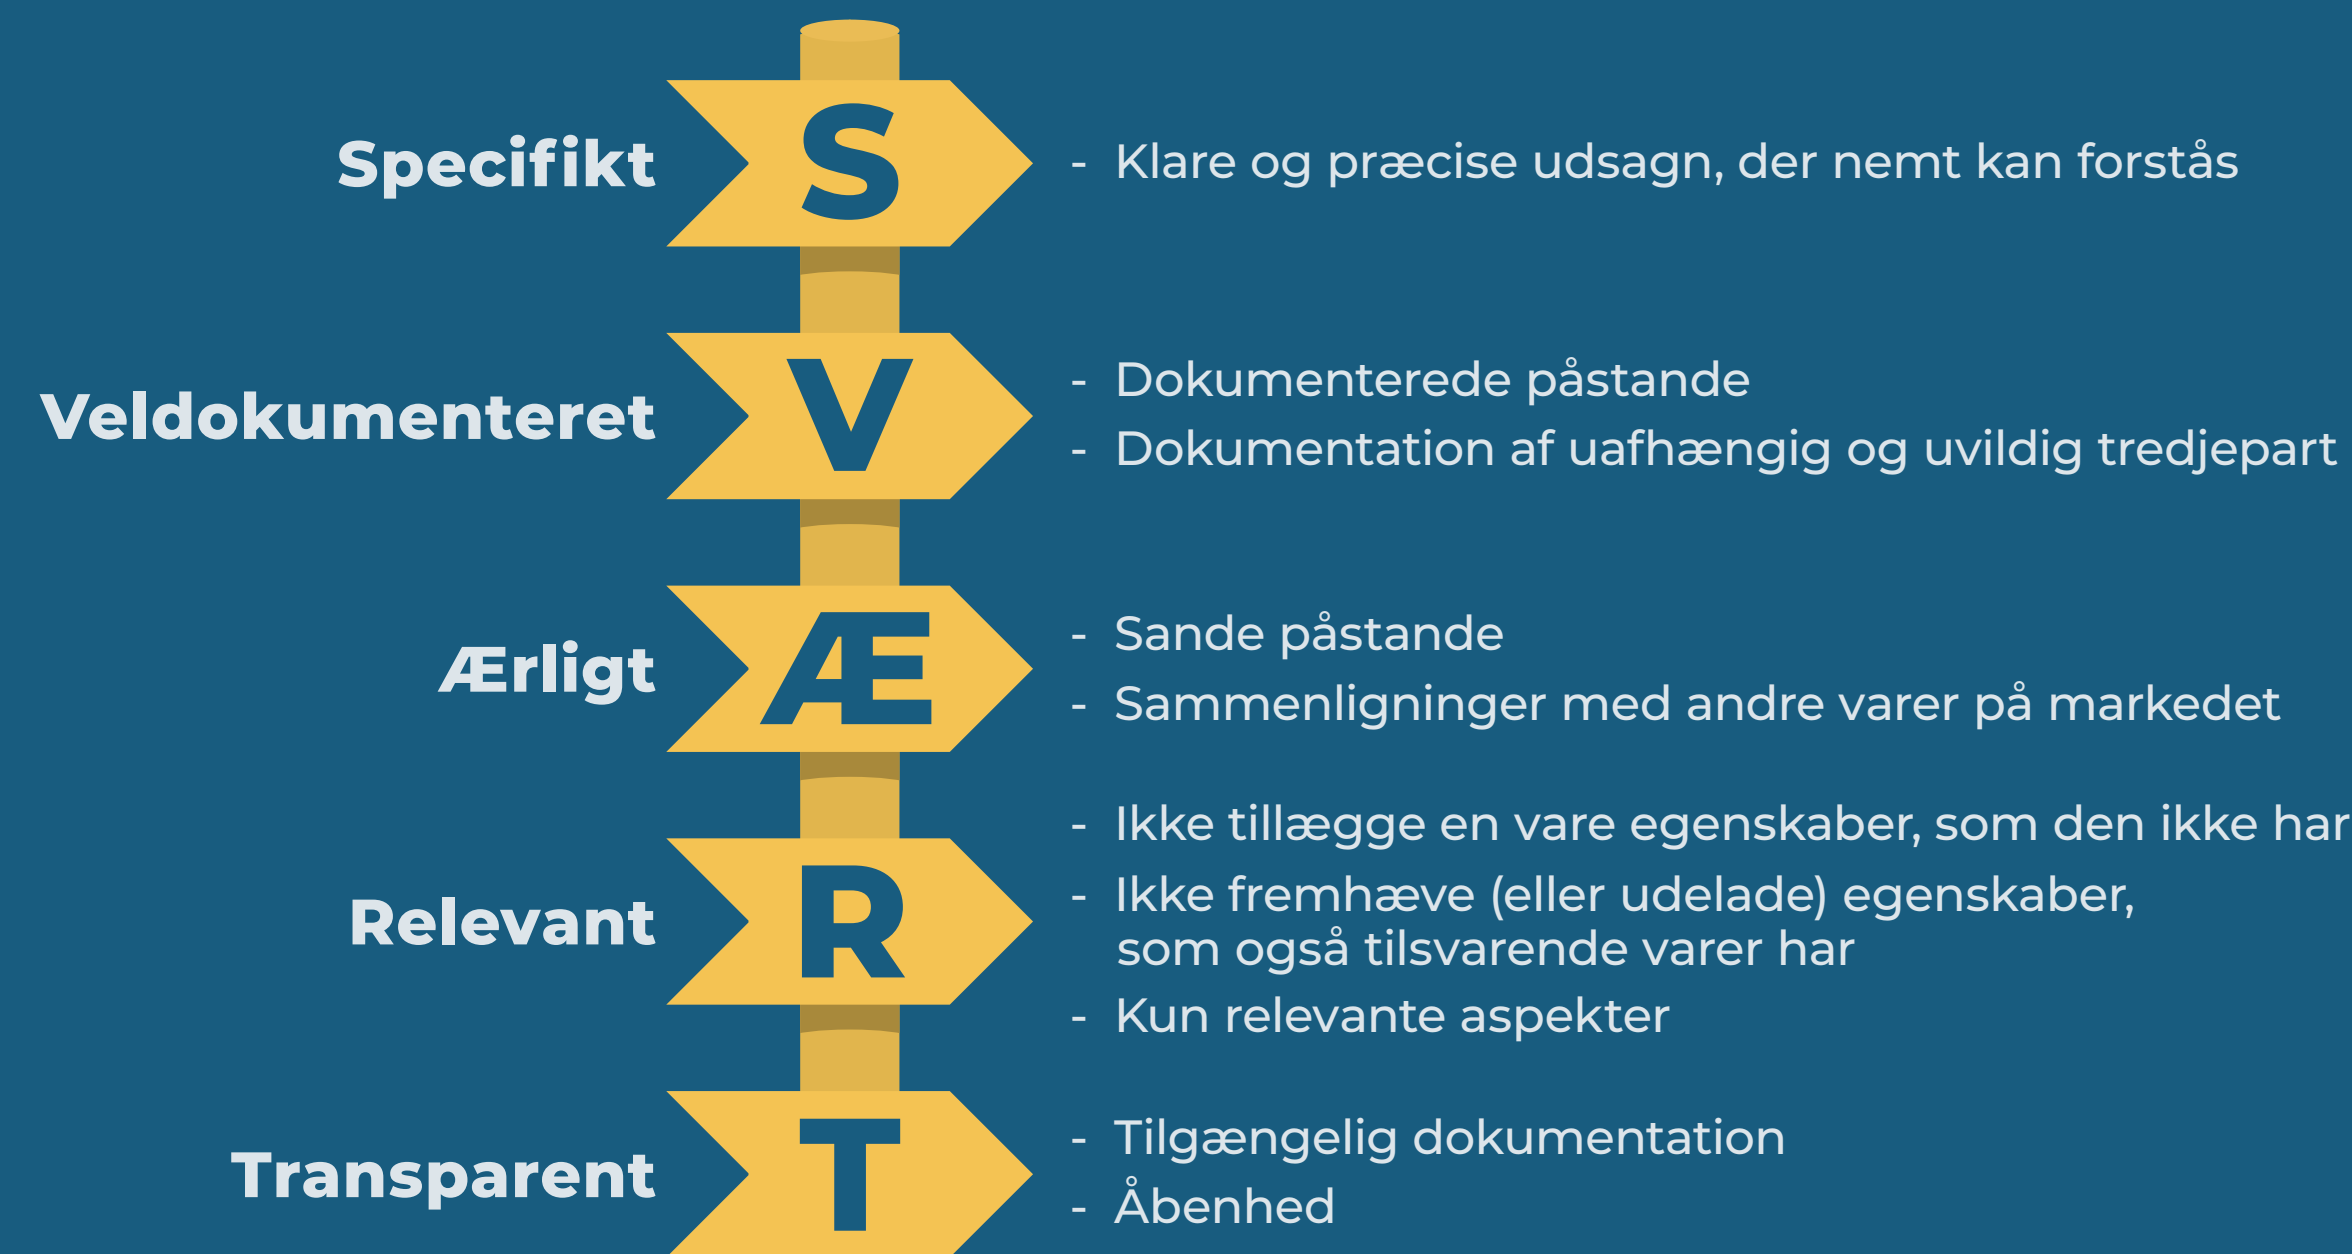 Specifikt
S
- Klare og præcise udsagn, der nemt kan forstås
Veldokumenteret
V
- Dokumenterede påstande
- Dokumentation af uafhængig og uvildig tredjepart
Ærligt
Æ
- Sande påstande
- Sammenligninger med andre varer på markedet
Relevant
R
- Ikke tillægge en vare egenskaber, som den ikke har
- Ikke fremhæve (eller udelade) egenskaber,
som også tilsvarende varer har
- Kun relevante aspekter
Transparent
T
- Tilgængelig dokumentation
- Åbenhed